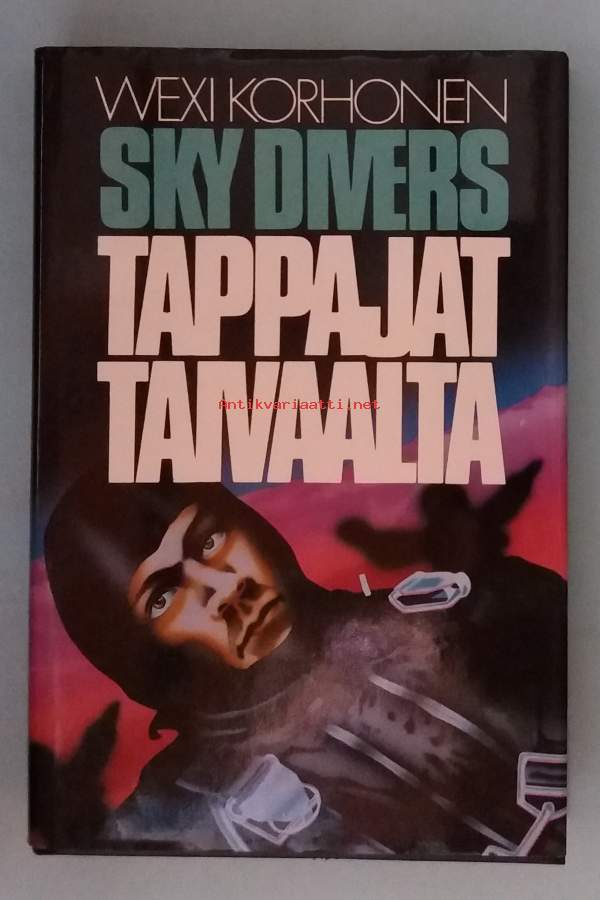 WEXI KORHONEN
SKY DIVERS
TAPPAJAT
Antikvariaatti.net
TAIVAALTA